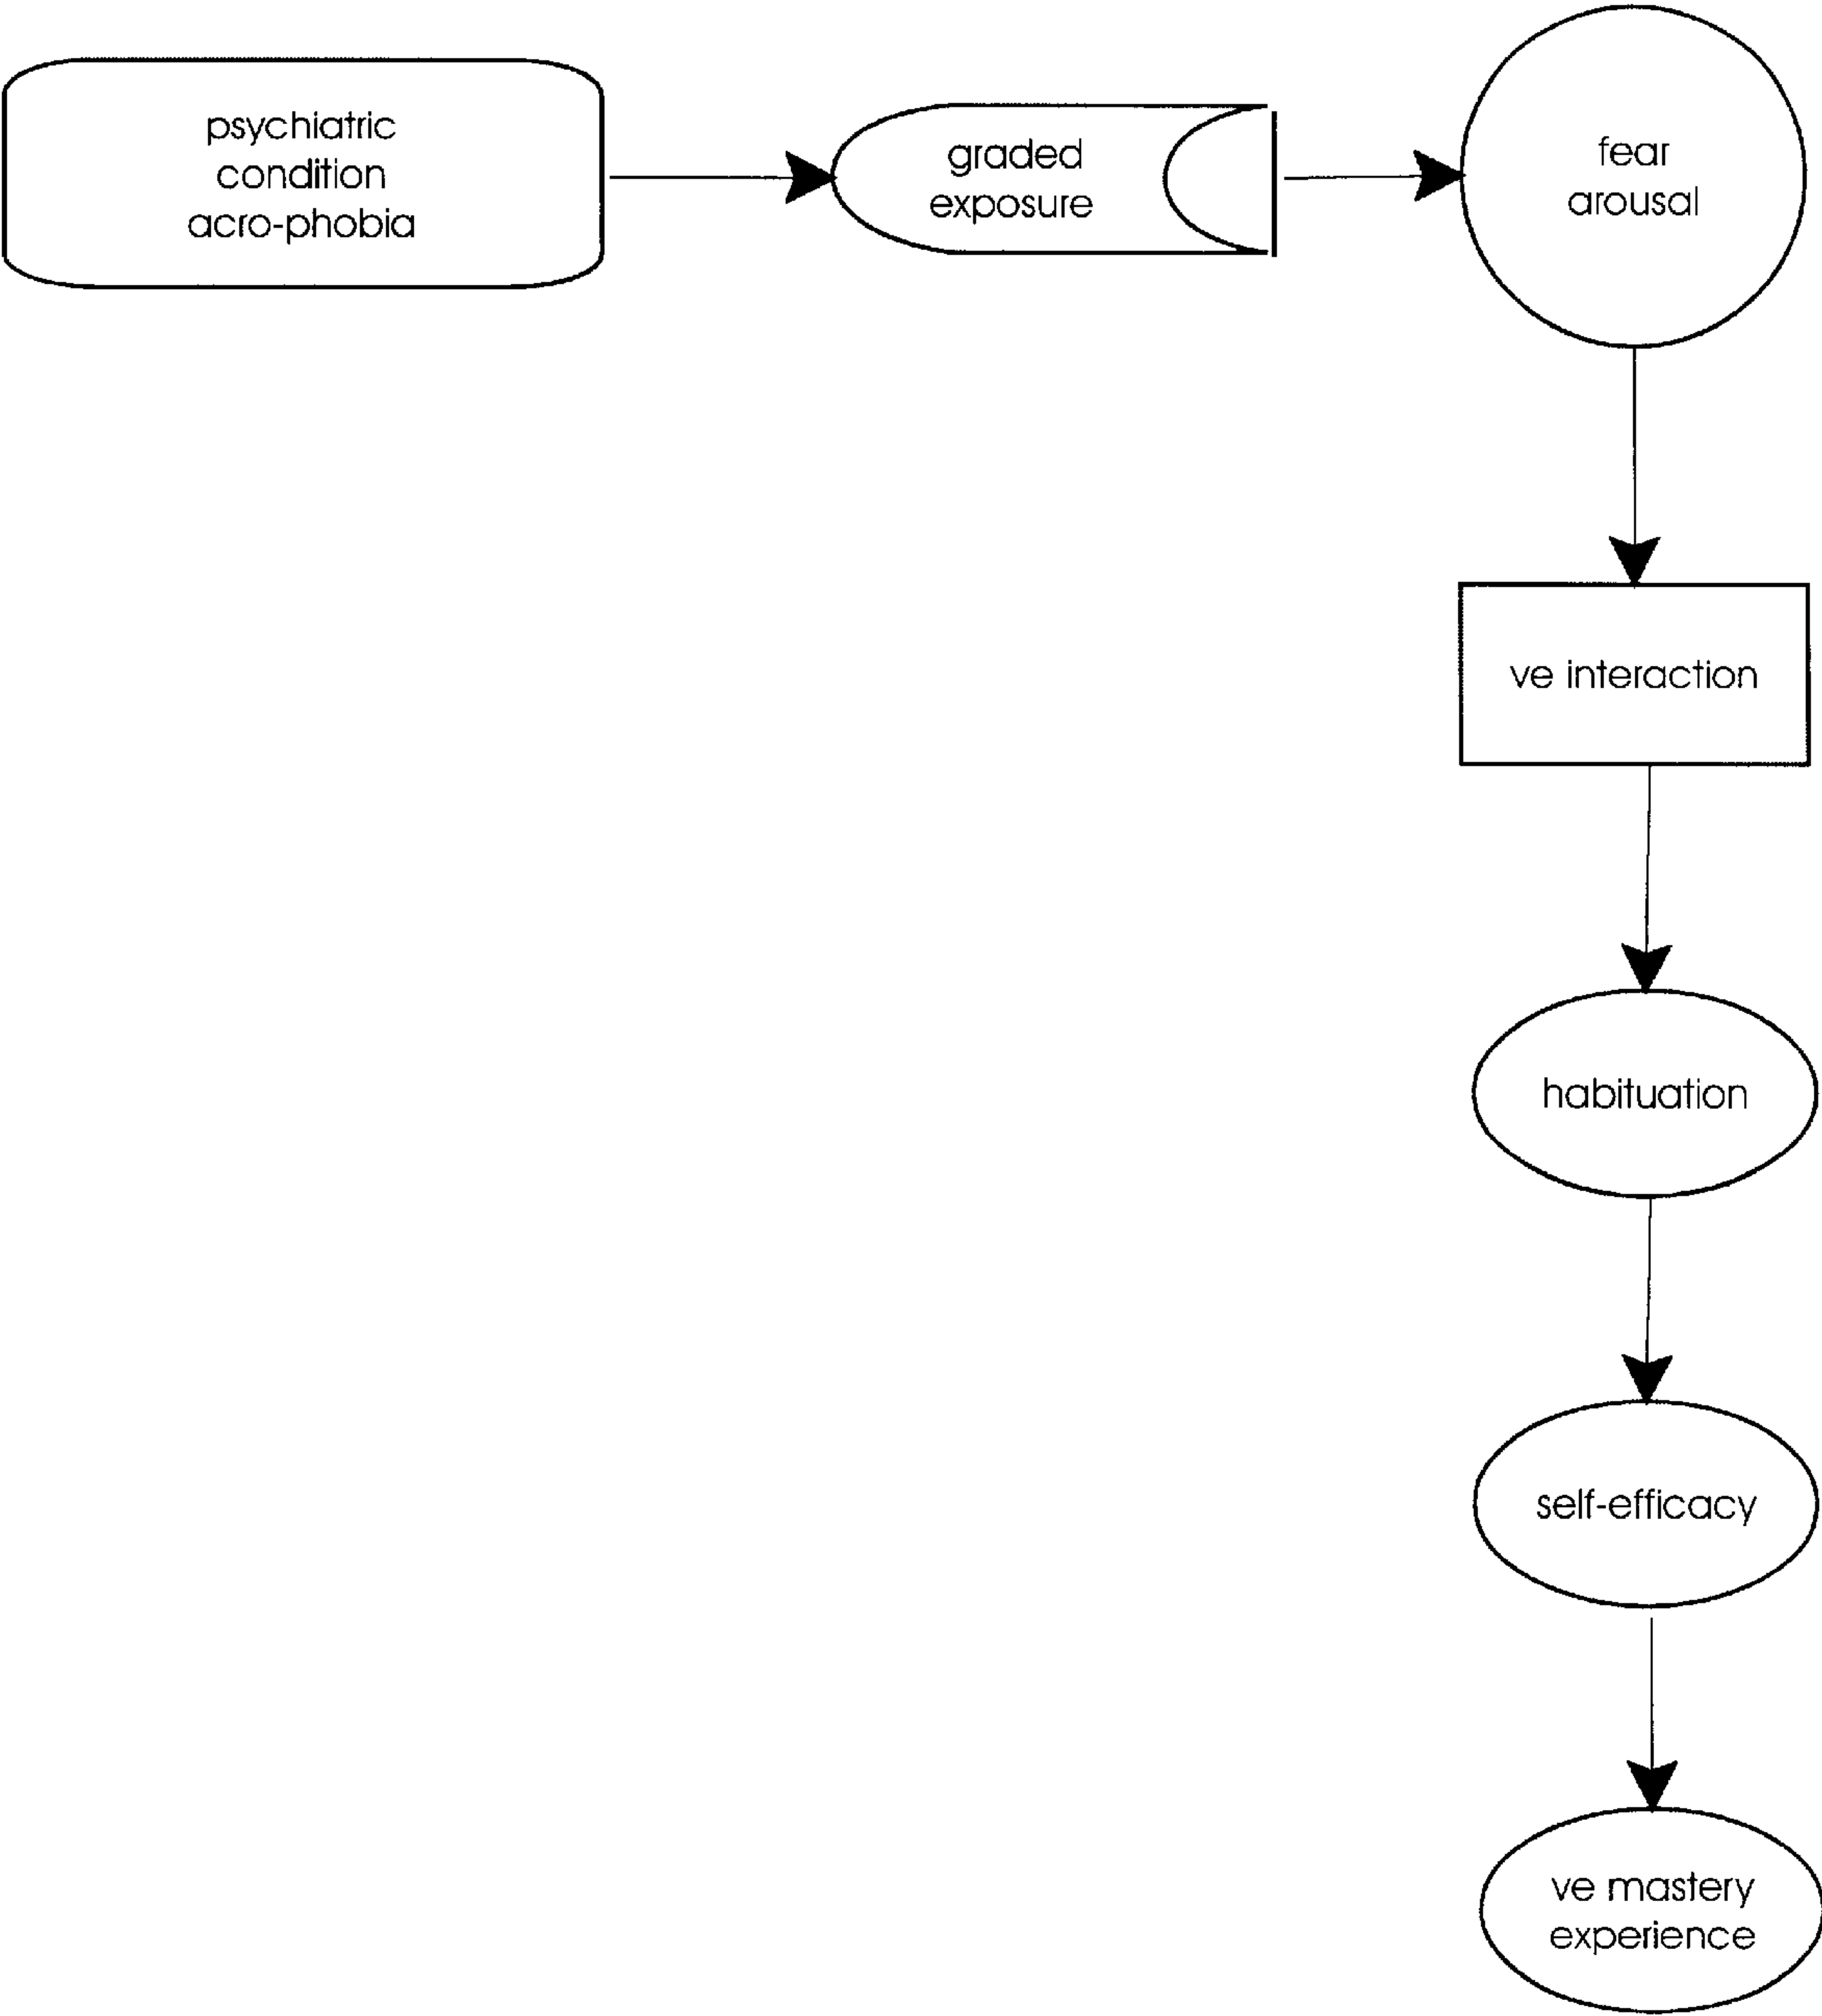 psychiatric
condition
acro-phobia
graded
exposure
fear
arousal
ve interaction
habituation
self-efficacy
ve mastery
experience